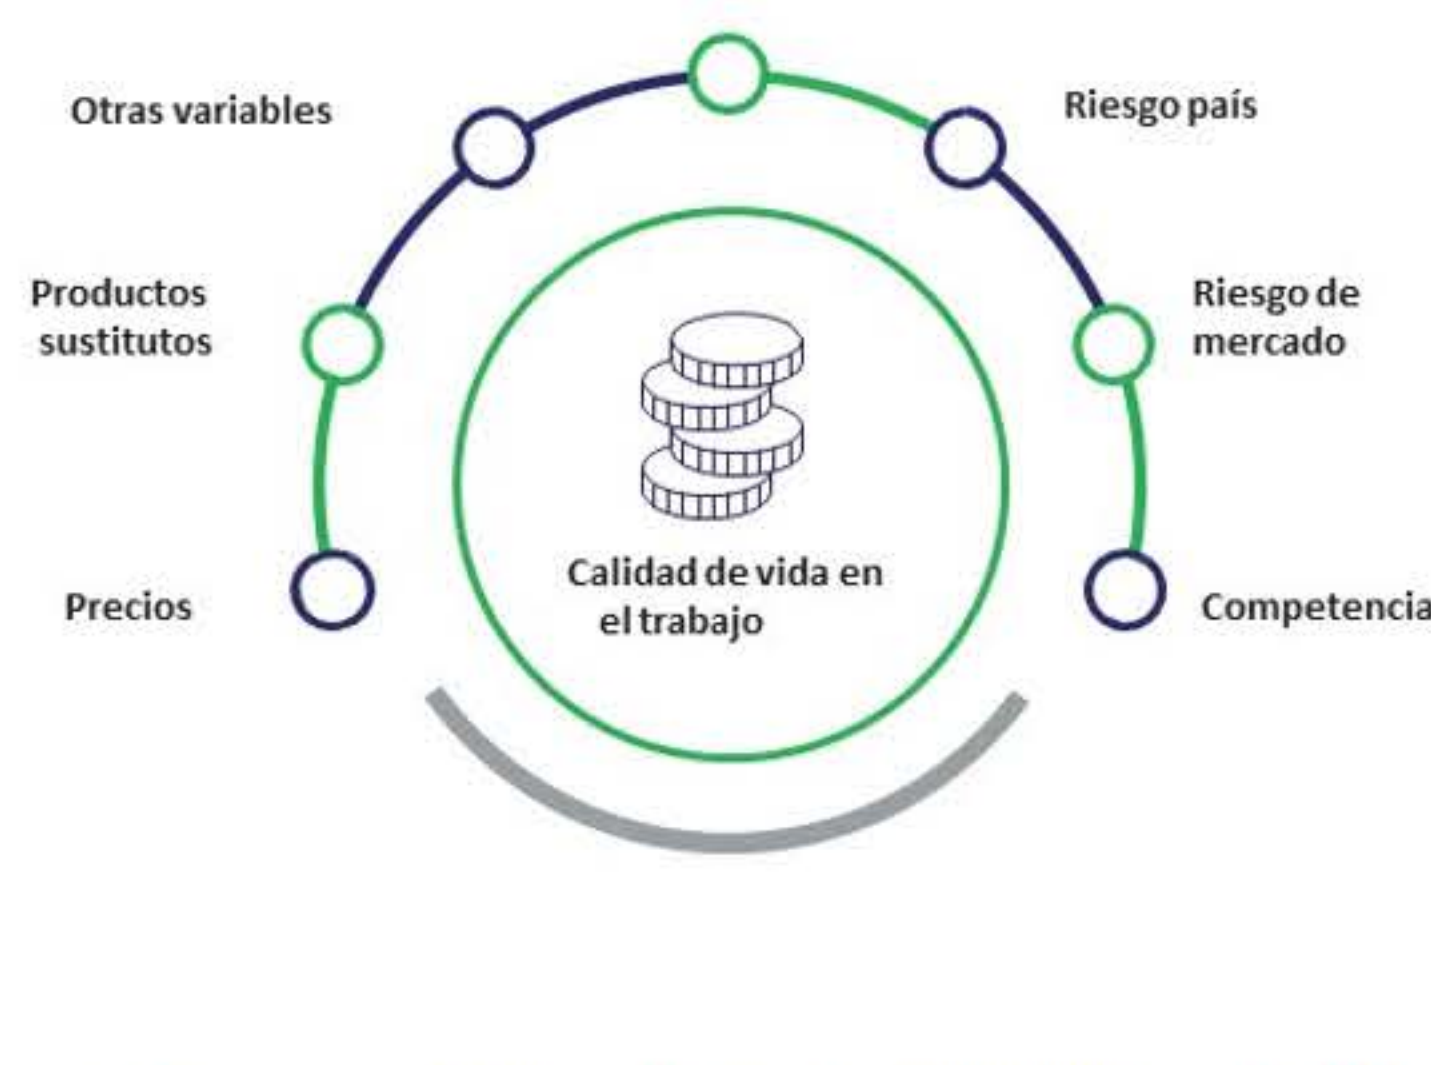 Otras variables
Riesgo país
Productos
sustitutos
Riesgo de
mercado
Calidad de vida en
el trabajo
Precios
Competencia